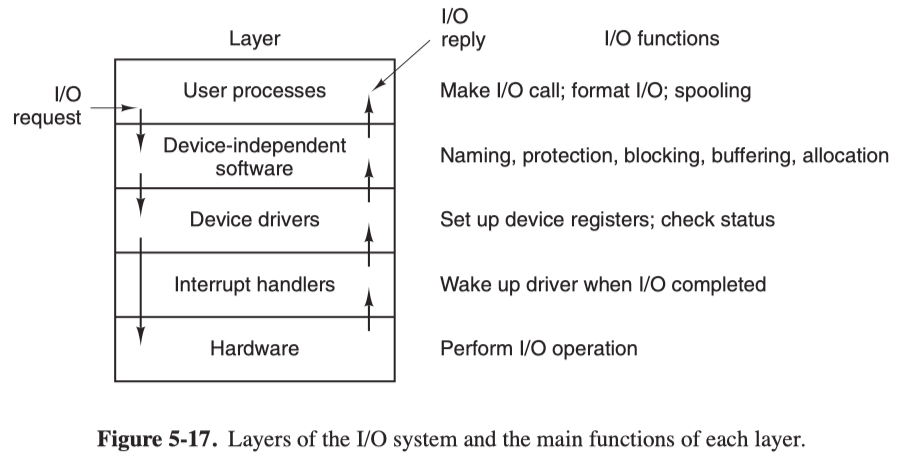 Layer
I/O
reply
I/O functions
I/O
request
User processes
Make I/O call; format I/O; spooling
Device-independent
software
Naming, protection, blocking, buffering, allocation
Device drivers
Set up device registers; check status
Interrupt handlers
Wake up driver when I/O completed
Hardware
Perform I/O operation
Figure 5-17. Layers of the I/O system and the main functions of each layer.